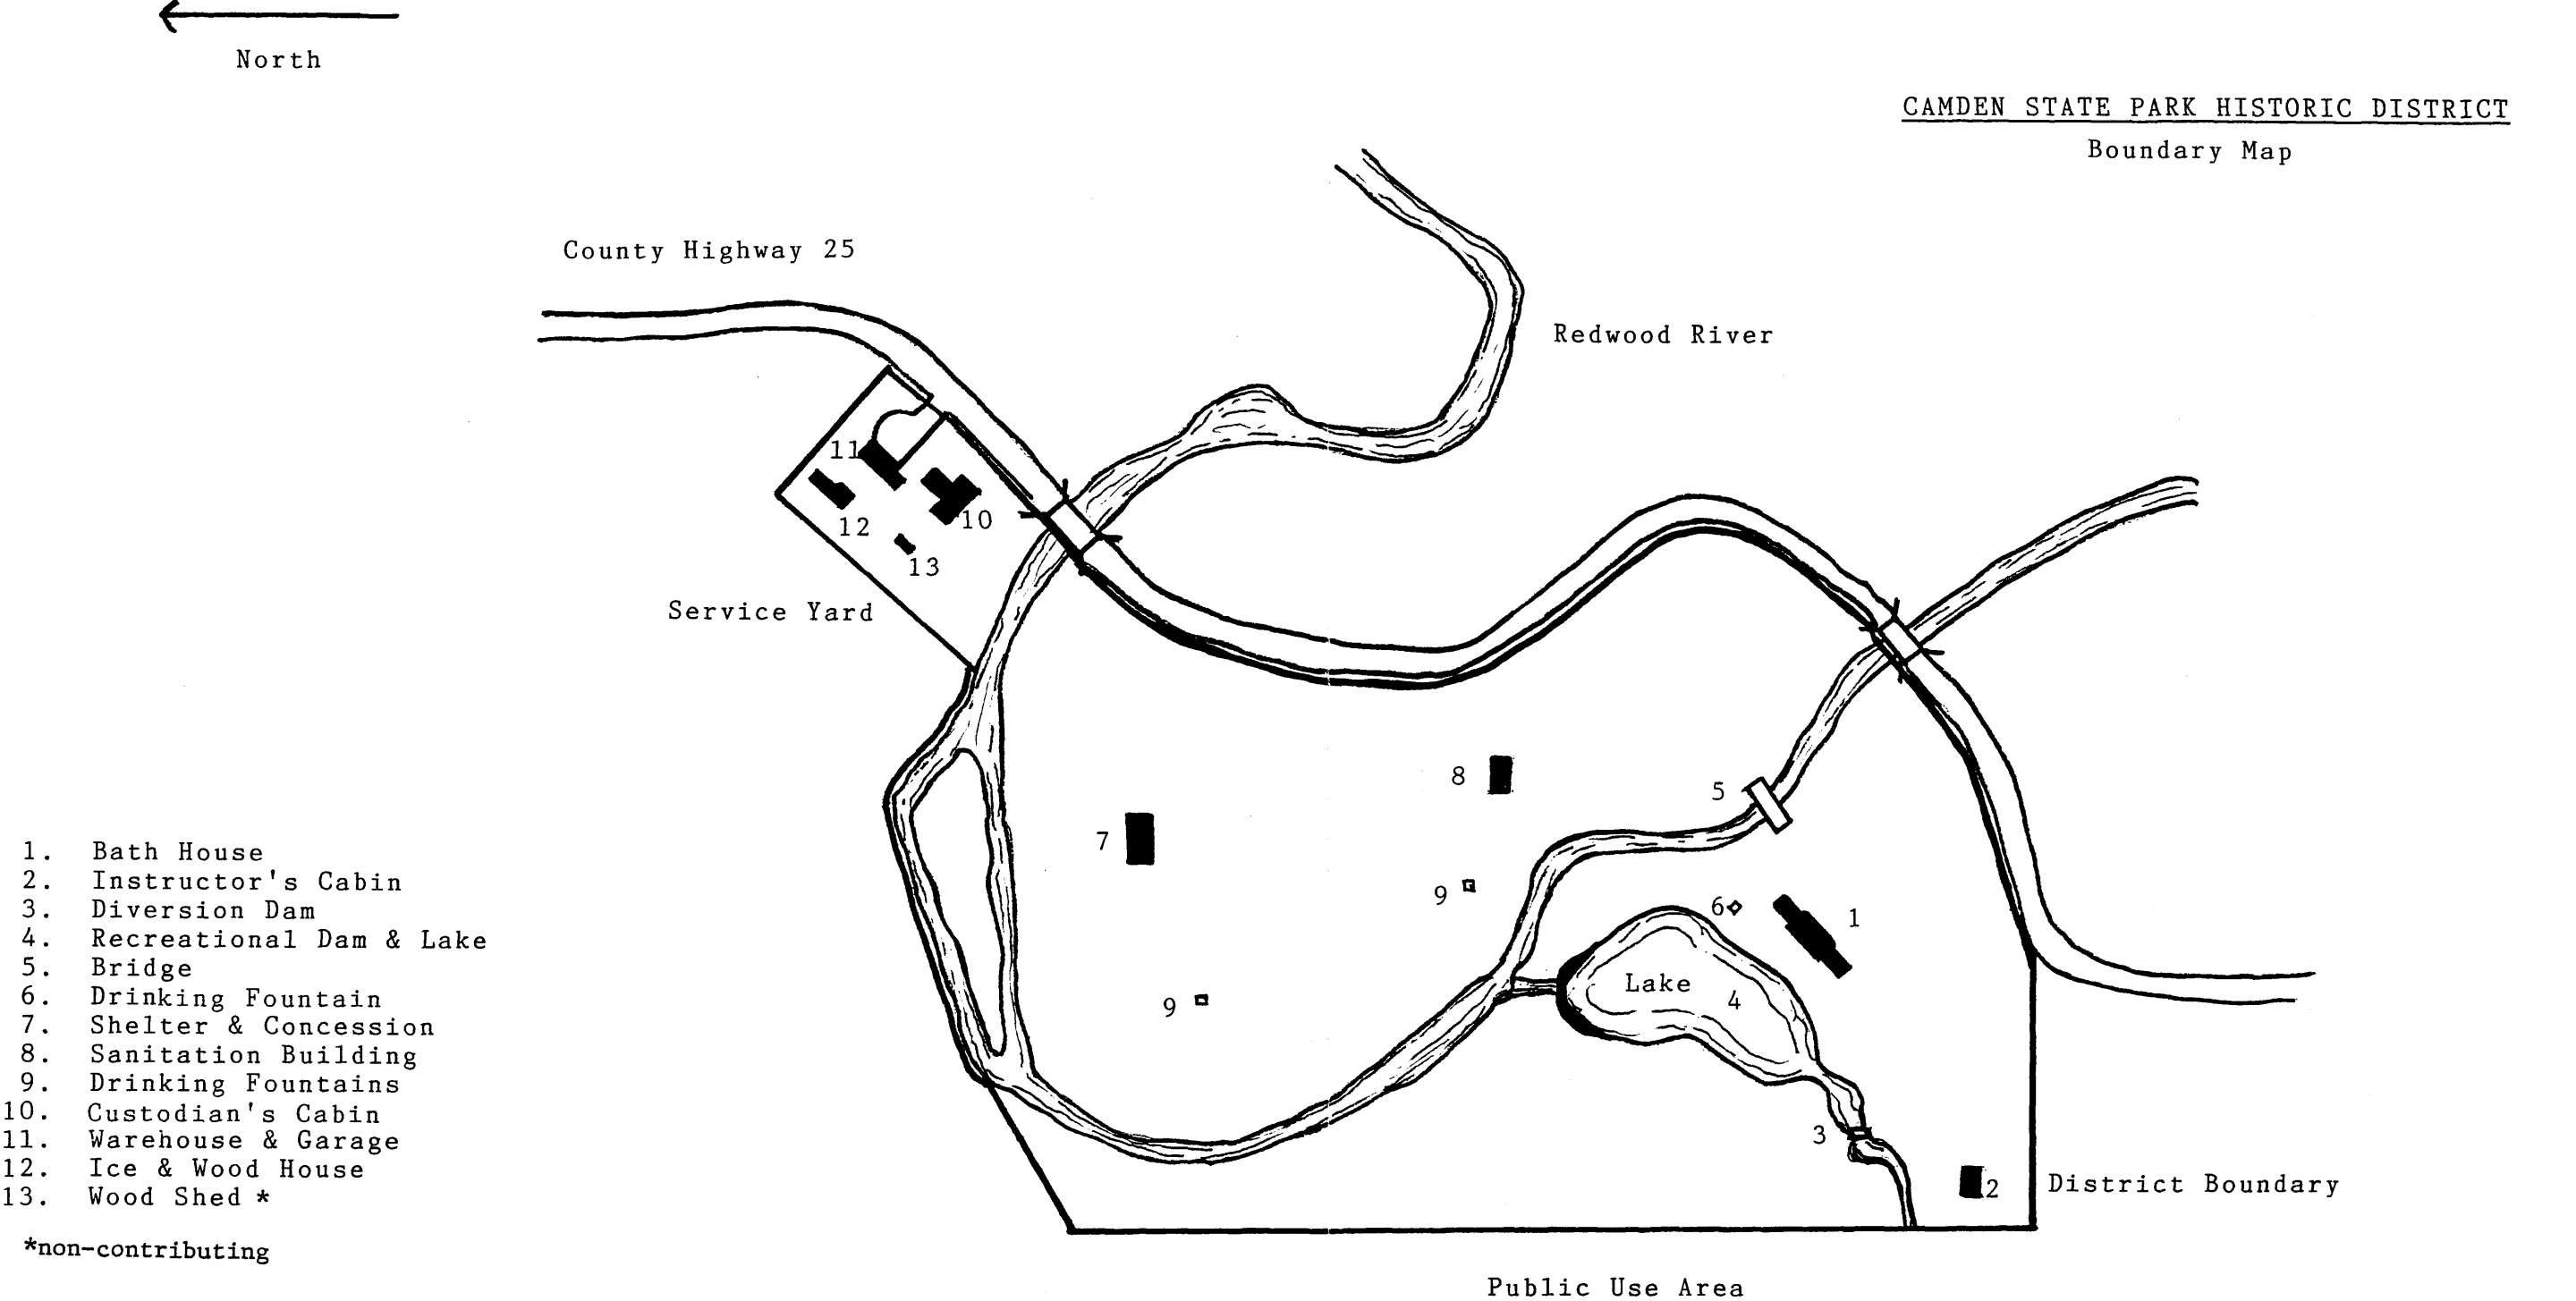 North
CAMDEN STATE PARK HISTORIC DISTRICT
Boundary Map
County Highway 25
Redwood River
11
12
10
13
Service Yard
8
5
7
9
6
1
Lake
4
9
3
2
District Boundary
1. Bath House
2. Instructor's Cabin
3. Diversion Dam
4. Recreational Dam & Lake
5. Bridge
6. Drinking Fountain
7. Shelter & Concession
8. Sanitation Building
9. Drinking Fountains
10. Custodian's Cabin
11. Warehouse & Garage
12. Ice & Wood House
13. Wood Shed *
*non-contributing
Public Use Area